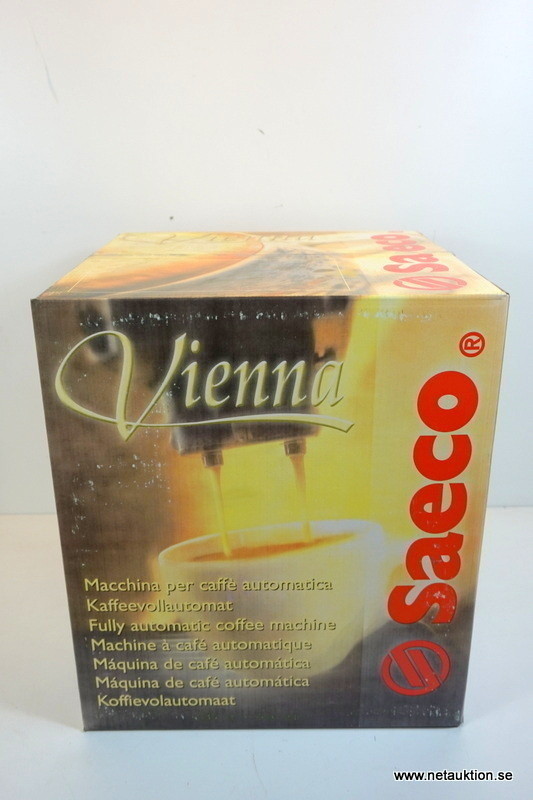 saeco
Vienna
saeco®
Macchina per caffè automatica
Kaffeevollautomat
Fully automatic coffee machine
Machine à café automatique
Máquina de café automática
Máquina de café automática
Koffievolautomaat
www.netauktion.se